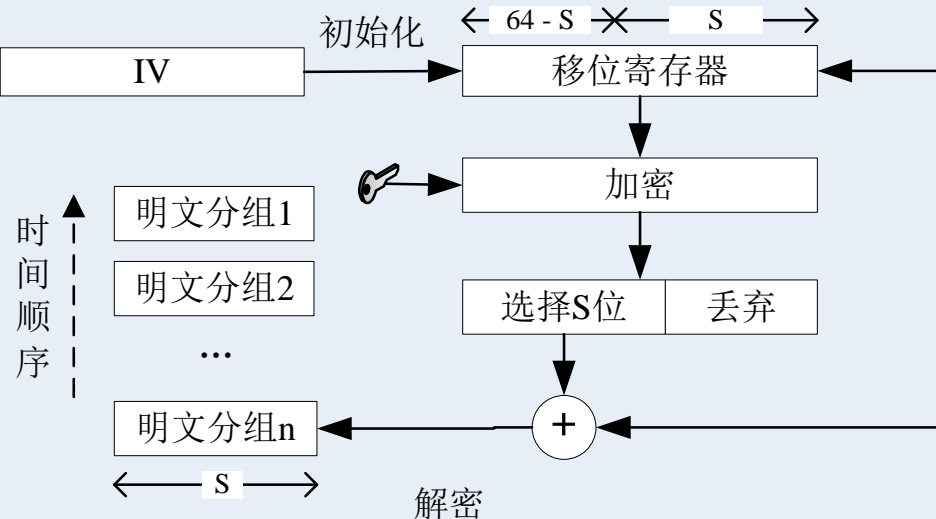 64 - S
S
初始化
IV
移位寄存器
加密
时间顺序
明文分组1
明文分组2
选择S位
丢弃
...
明文分组n
+
S
解密